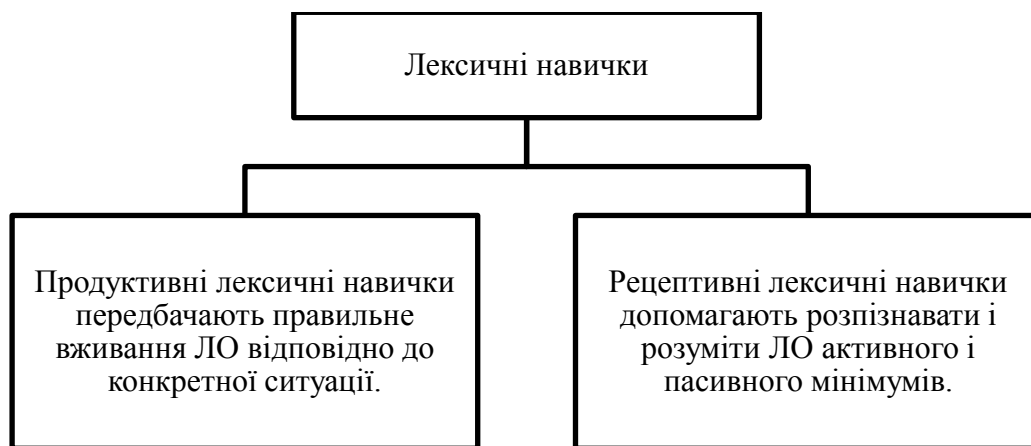 Лексичні навички
Продуктивні лексичні навички
передбачають правильне
вживання ЛО відповідно до
конкретної ситуації.
Рецептивні лексичні навички
допомагають розпізнавати і
розуміти ЛО активного і
пасивного мінімумів.